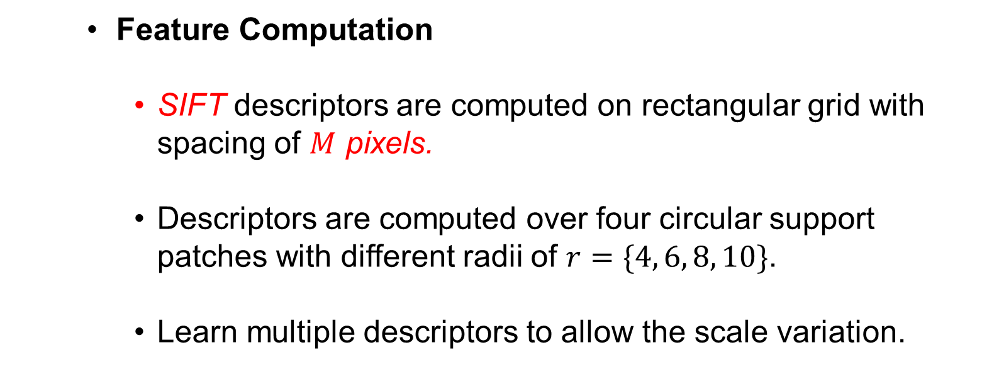 • Feature Computation
• SIFT descriptors are computed on rectangular grid with
spacing of M pixels.
• Descriptors are computed over four circular support
patches with different radii of r = {4, 6, 8, 10}.
• Learn multiple descriptors to allow the scale variation.